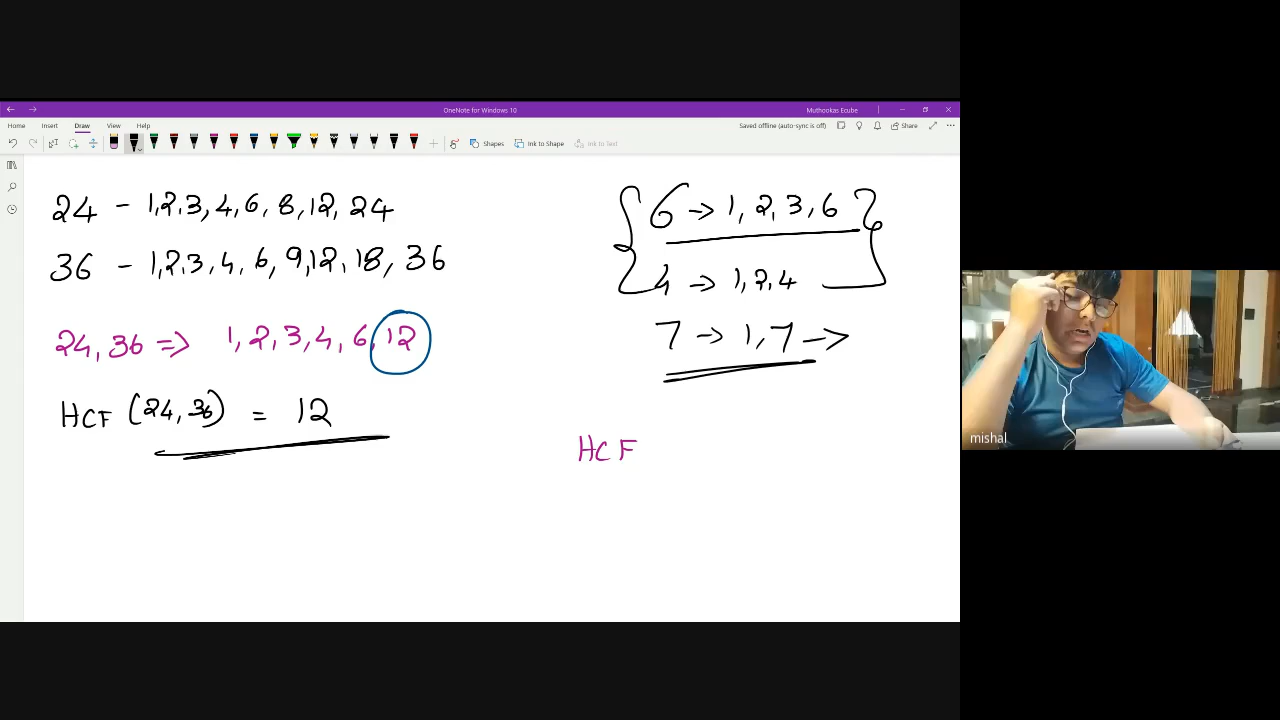 OneNote for Windows 10
Muthookas Ecube
Home Insert Draw View Help
Saved offline (auto-sync is off)
Share
Shapes
Ink to Shape
Ink to Text
24 - 1,2,3,4,6,8,12,24
36 - 1,2,3,4,6,9,12,18,36
24,36 => 1,2,3,4,6,12
HCF (24,36) = 12
6 -> 1,2,3,6
4 -> 1,2,4
7 -> 1,7 ->
HCF
mishal